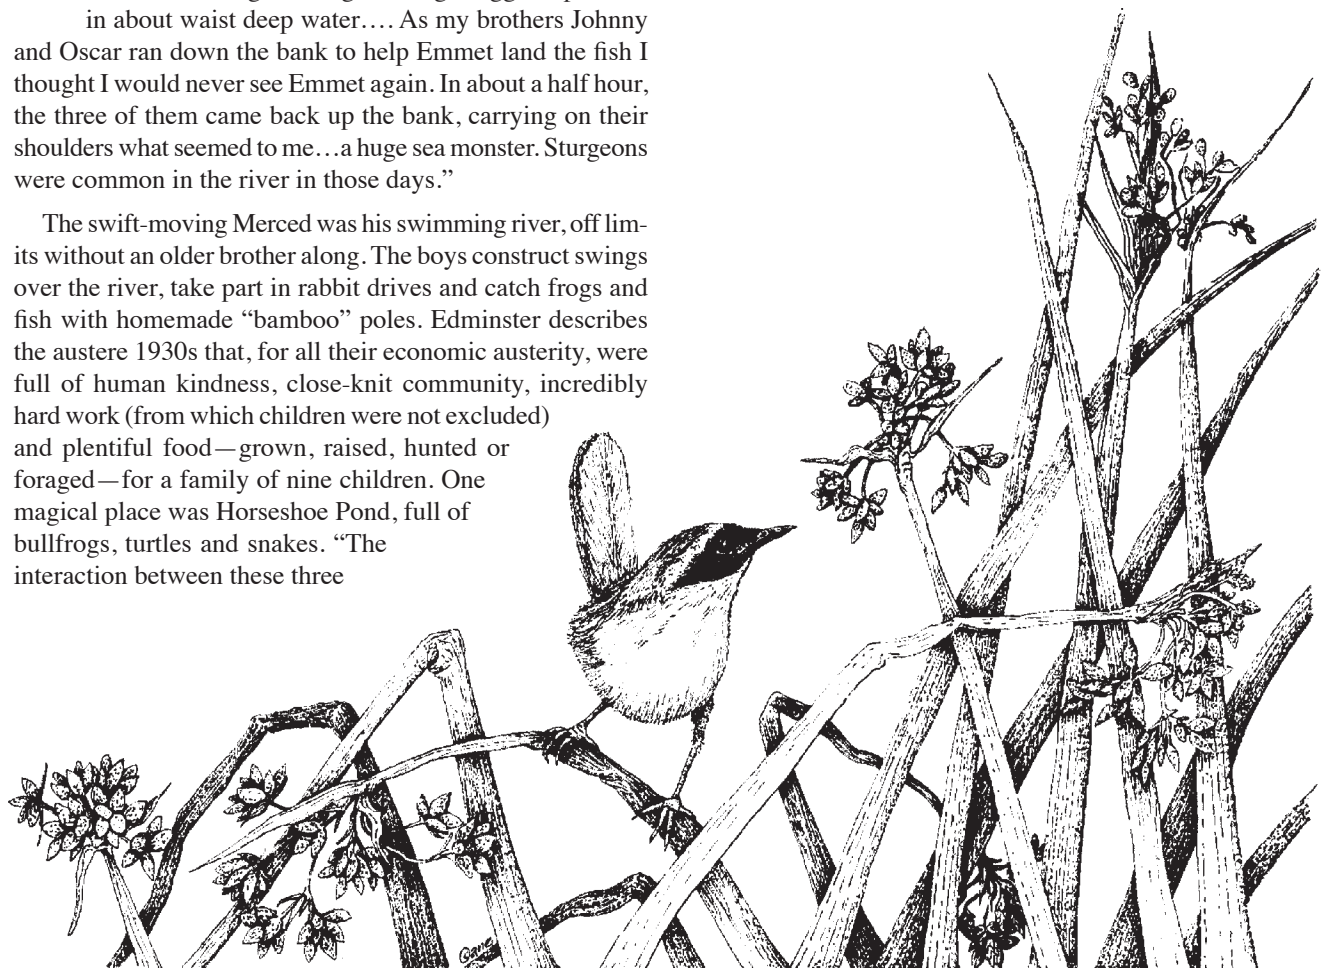 in about waist deep water.... As my brothers Johnny
and Oscar ran down the bank to help Emmet land the fish I
thought I would never see Emmet again. In about a half hour,
the three of them came back up the bank, carrying on their
shoulders what seemed to me...a huge sea monster. Sturgeons
were common in the river in those days.”
The swift-moving Merced was his swimming river, off lim-
its without an older brother along. The boys construct swings
over the river, take part in rabbit drives and catch frogs and
fish with homemade “bamboo” poles. Edminster describes
the austere 1930s that, for all their economic austerity, were
full of human kindness, close-knit community, incredibly
hard work (from which children were not excluded)
and plentiful food—grown, raised, hunted or
foraged—for a family of nine children. One
magical place was Horseshoe Pond, full of
bullfrogs, turtles and snakes. “The
interaction between these three